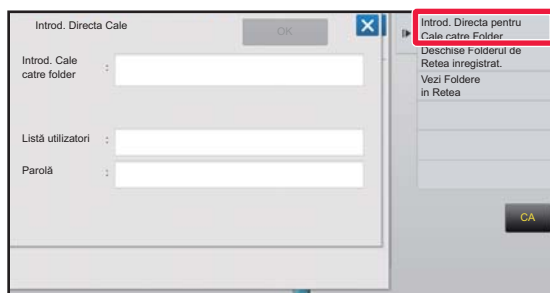 Introd. Directa Cale
OK
Introd. Cale
catre folder :
Listă utilizatori :
Parolă :
Introd. Directa pentru
Cale catre Folder
Deschise Folderul de
Retea inregistrat.
Vezi Foldere
in Retea
CA